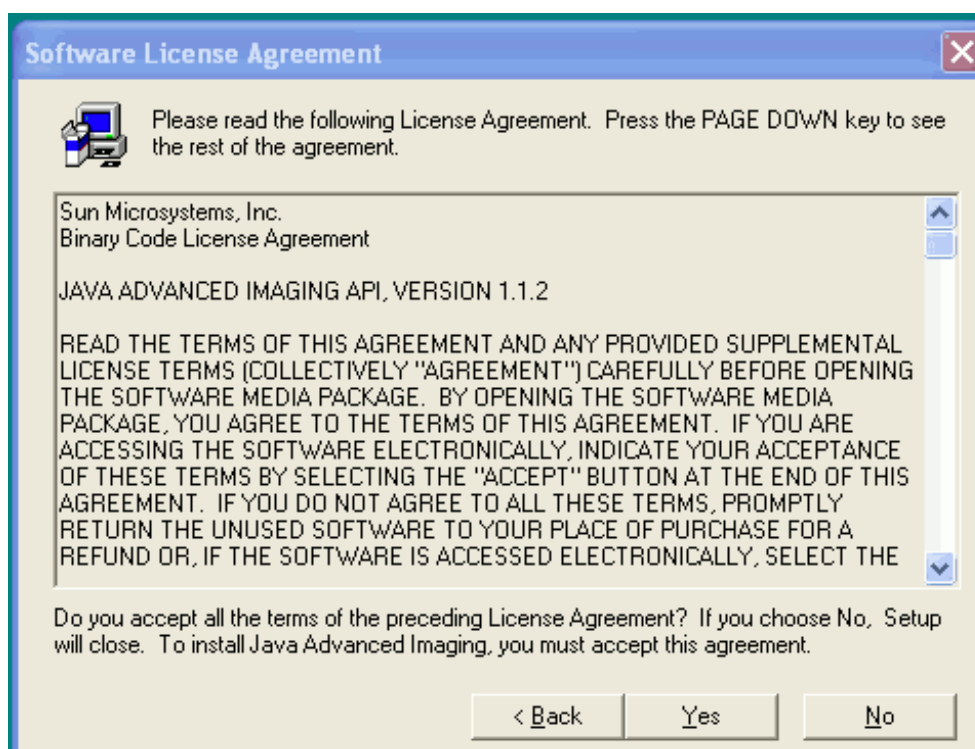 Software License Agreement
Please read the following License Agreement. Press the PAGE DOWN key to see
the rest of the agreement.
Sun Microsystems, Inc.
Binary Code License Agreement
JAVA ADVANCED IMAGING API, VERSION 1.1.2
READ THE TERMS OF THIS AGREEMENT AND ANY PROVIDED SUPPLEMENTAL
LICENSE TERMS (COLLECTIVELY "AGREEMENT") CAREFULLY BEFORE OPENING
THE SOFTWARE MEDIA PACKAGE. BY OPENING THE SOFTWARE MEDIA
PACKAGE, YOU AGREE TO THE TERMS OF THIS AGREEMENT. IF YOU ARE
ACCESSING THE SOFTWARE ELECTRONICALLY, INDICATE YOUR ACCEPTANCE
OF THESE TERMS BY SELECTING THE "ACCEPT" BUTTON AT THE END OF THIS
AGREEMENT. IF YOU DO NOT AGREE TO ALL THESE TERMS, PROMPTLY
RETURN THE UNUSED SOFTWARE TO YOUR PLACE OF PURCHASE FOR A
REFUND OR, IF THE SOFTWARE IS ACCESSED ELECTRONICALLY, SELECT THE
Do you accept all the terms of the preceding License Agreement? If you choose No, Setup
will close. To install Java Advanced Imaging, you must accept this agreement.
< Back Yes No